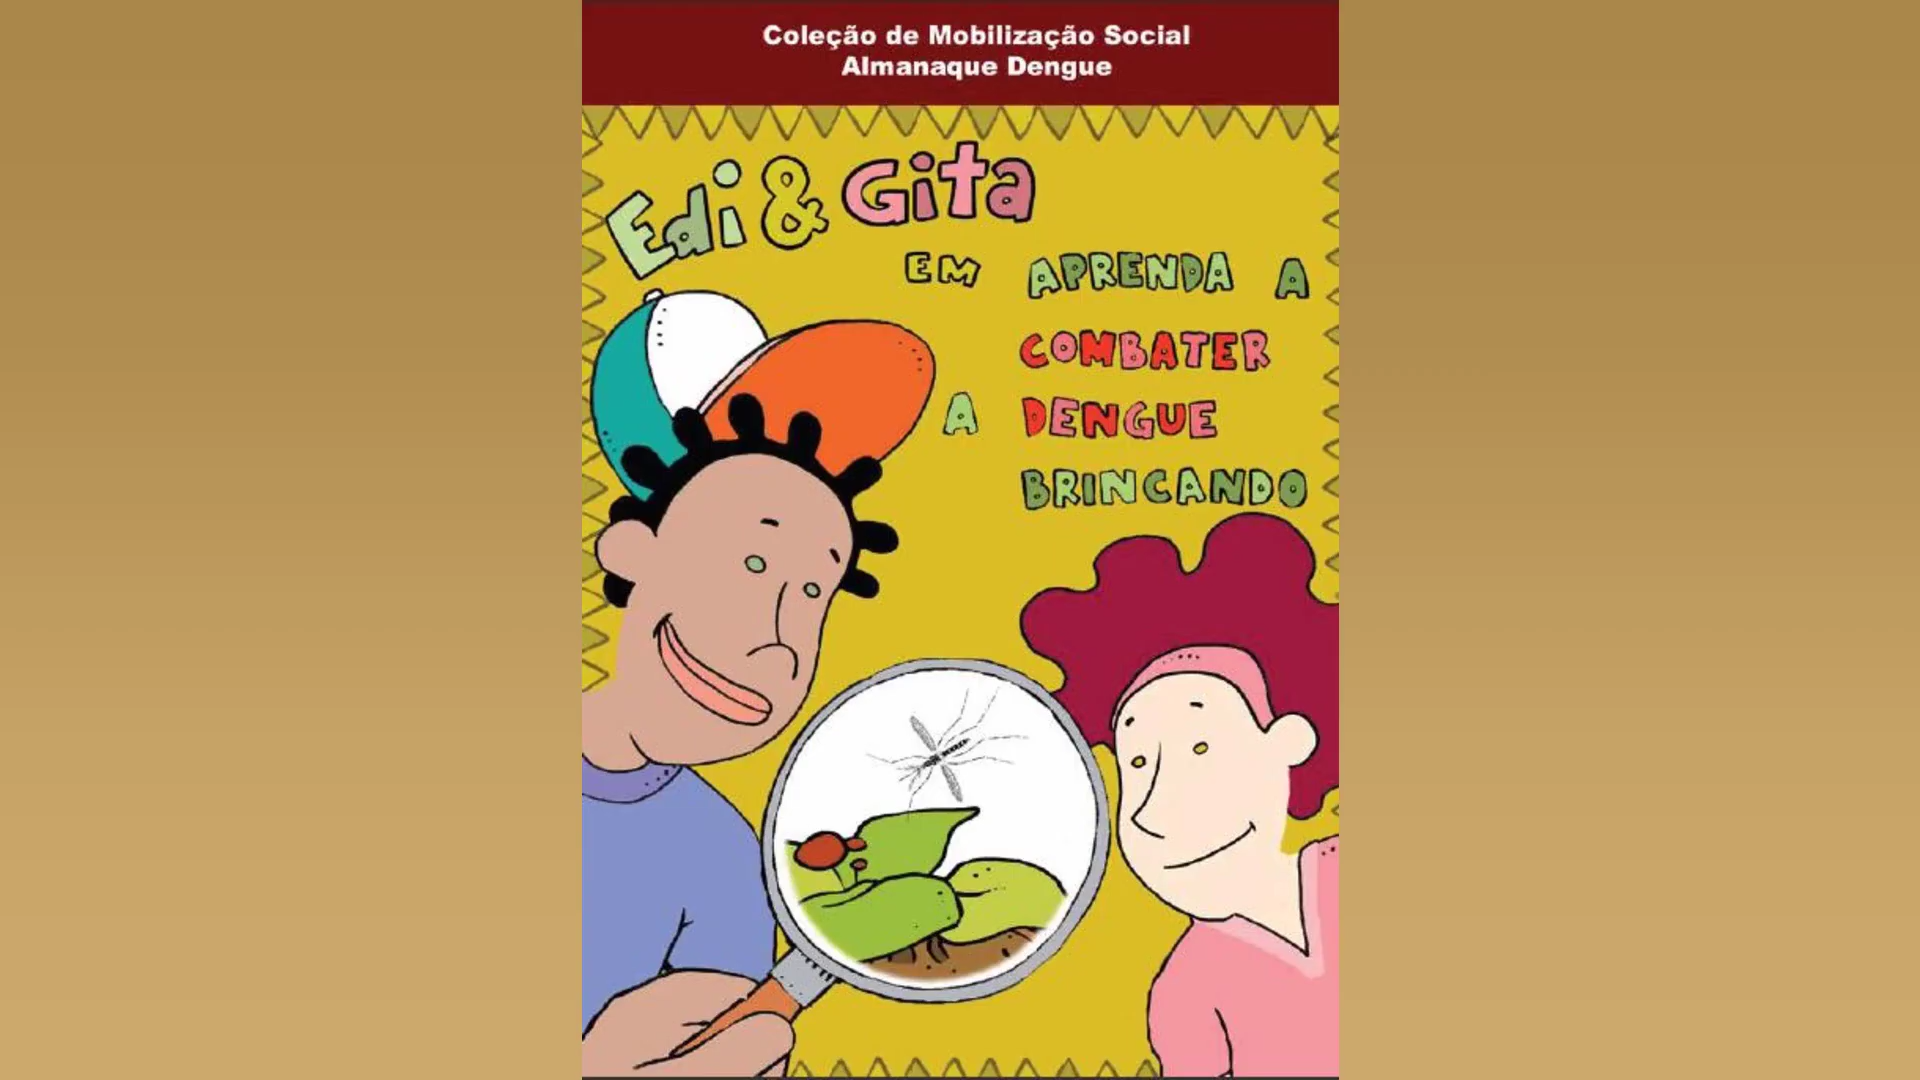 Coleção de Mobilização Social
Almanaque Dengue
Edi & Gita
EM APRENDA A
COMBATER
A DENGUE
BRINCANDO